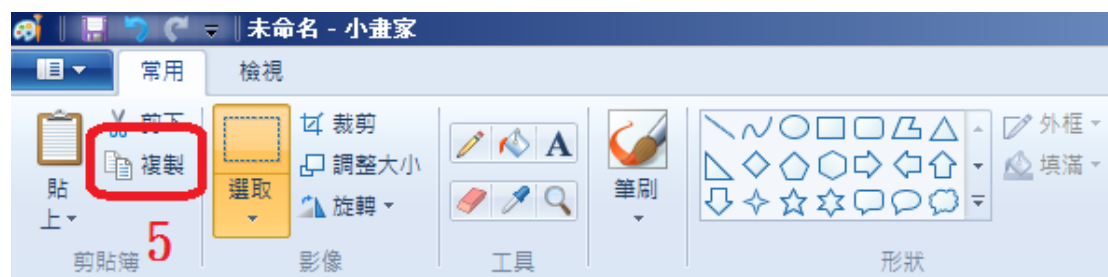 未命名 - 小畫家
常用 檢視
剪下 裁剪 外框
複製 調整大小 A 填滿
貼上 選取 旋轉 筆刷
5
剪貼簿 影像 工具 形狀